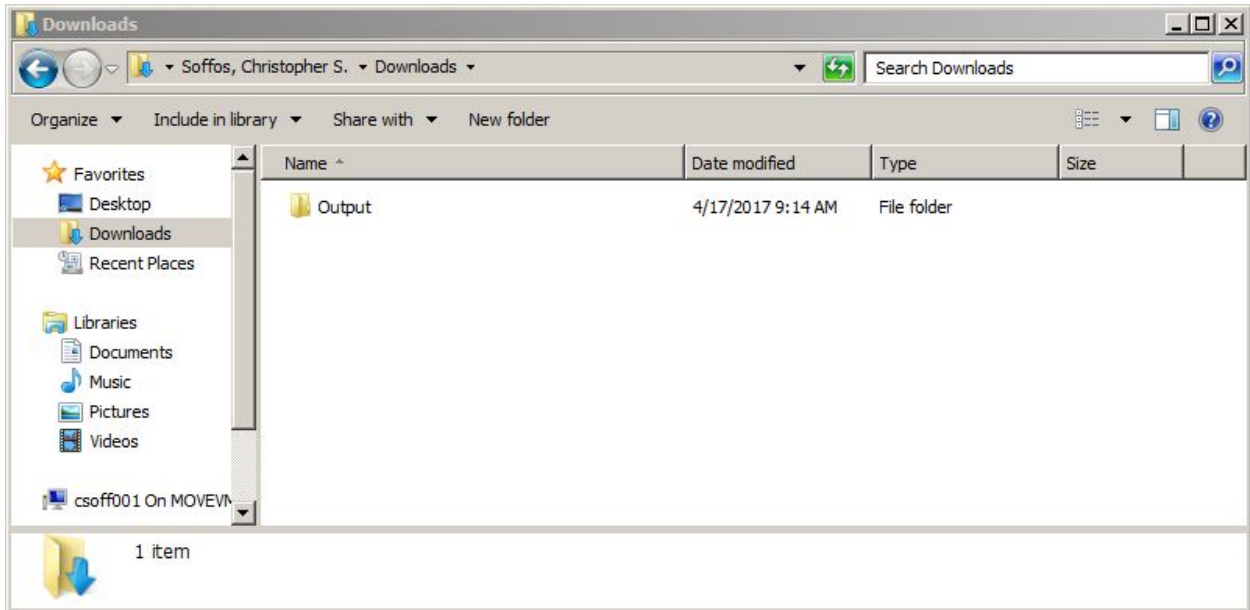 Downloads
Soffos, Christopher S. Downloads
Search Downloads
Organize Include in library Share with New folder
Name Date modified Type Size
Output 4/17/2017 9:14 AM File folder
Favorites
Desktop
Downloads
Recent Places
Libraries
Documents
Music
Pictures
Videos
csoff001 On MOVEVM
1 item